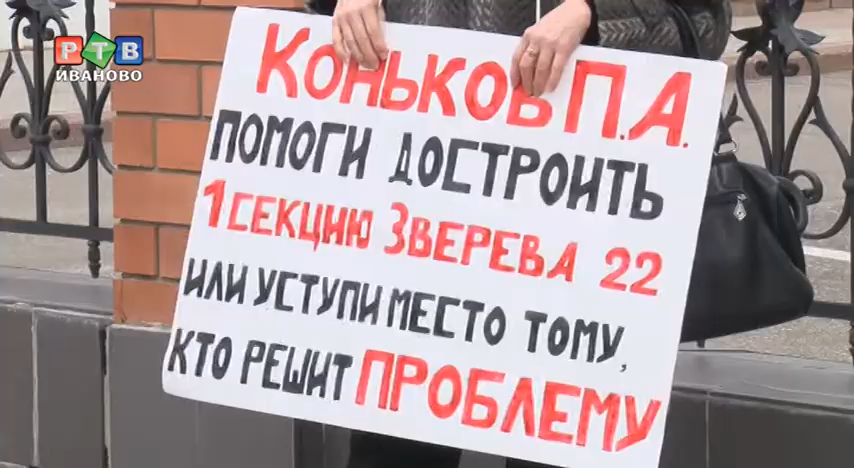 РТВ
ИВАНОВО
КОНЬКОВ П.А.
ПОМОГИ ДОСТРОИТЬ
1 СЕКЦИЮ ЗВЕРЕВА 22
ИЛИ УСТУПИ МЕСТО ТОМУ,
КТО РЕШИТ ПРОБЛЕМУ